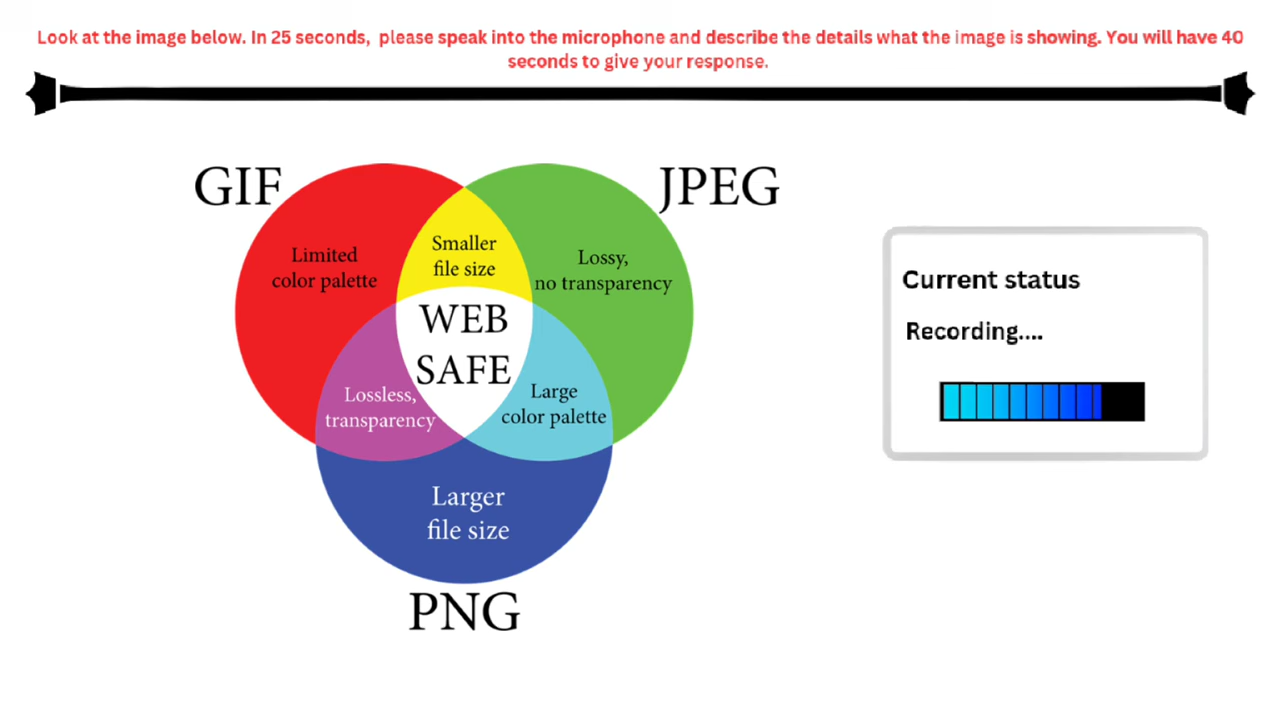 Look at the image below. In 25 seconds, please speak into the microphone and describe the details what the image is showing. You will have 40
seconds to give your response.
GIF
JPEG
Limited
color palette
Smaller
file size
Lossy,
no transparency
WEB
SAFE
Lossless,
transparency
Large
color palette
Larger
file size
PNG
Current status
Recording....